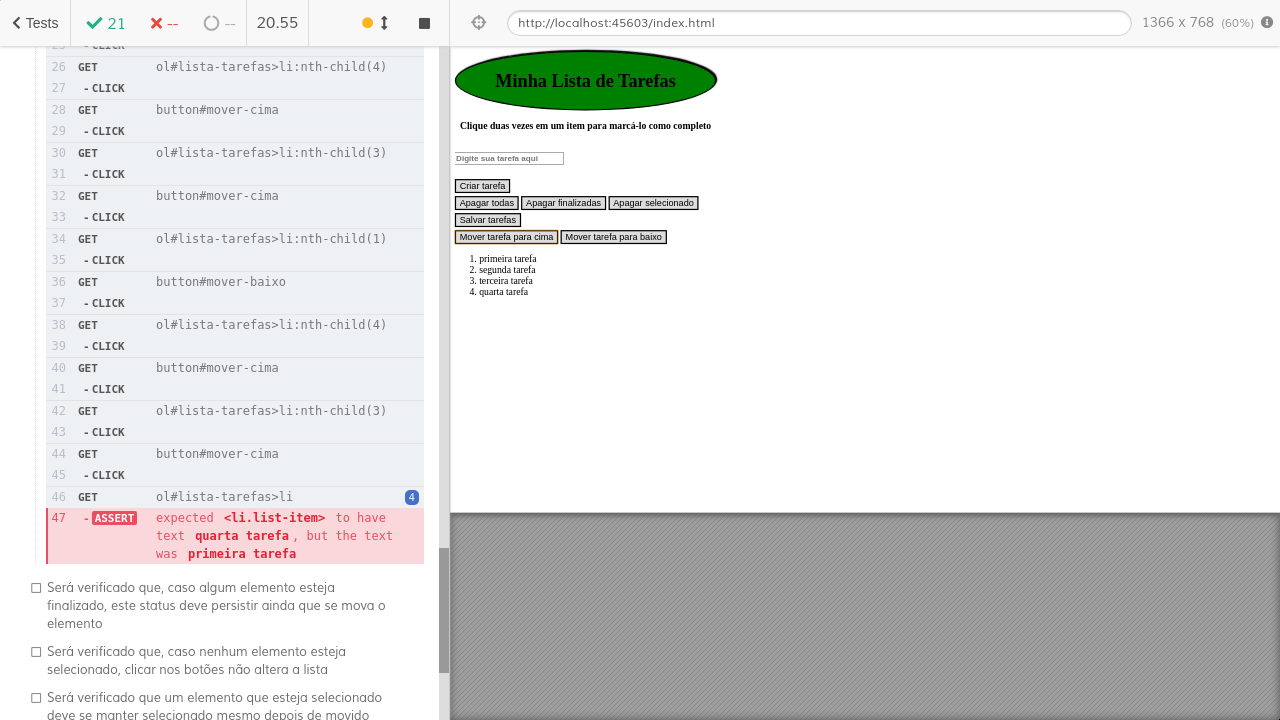 Tests
21
--
--
20.55
http://localhost:45603/index.html
1366 x 768 (60%)
- CLICK
26 GET ol#lista-tarefas>li:nth-child(4)
27 - CLICK
28 GET button#mover-cima
29 - CLICK
30 GET ol#lista-tarefas>li:nth-child(3)
31 - CLICK
32 GET button#mover-cima
33 - CLICK
34 GET ol#lista-tarefas>li:nth-child(1)
35 - CLICK
36 GET button#mover-baixo
37 - CLICK
38 GET ol#lista-tarefas>li:nth-child(4)
39 - CLICK
40 GET button#mover-cima
41 - CLICK
42 GET ol#lista-tarefas>li:nth-child(3)
43 - CLICK
44 GET button#mover-cima
45 - CLICK
46 GET ol#lista-tarefas>li 4
47 - ASSERT expected <li.list-item> to have
text quarta tarefa, but the text
was primeira tarefa
Será verificado que, caso algum elemento esteja
finalizado, este status deve persistir ainda que se mova o
elemento
Será verificado que, caso nenhum elemento esteja
selecionado, clicar nos botões não altera a lista
Será verificado que um elemento que esteja selecionado
deve se manter selecionado mesmo depois de movido
Minha Lista de Tarefas
Clique duas vezes em um item para marcá-lo como completo
Digite sua tarefa aqui
Criar tarefa
Apagar todas Apagar finalizadas Apagar selecionado
Salvar tarefas
Mover tarefa para cima Mover tarefa para baixo
1. primeira tarefa
2. segunda tarefa
3. terceira tarefa
4. quarta tarefa